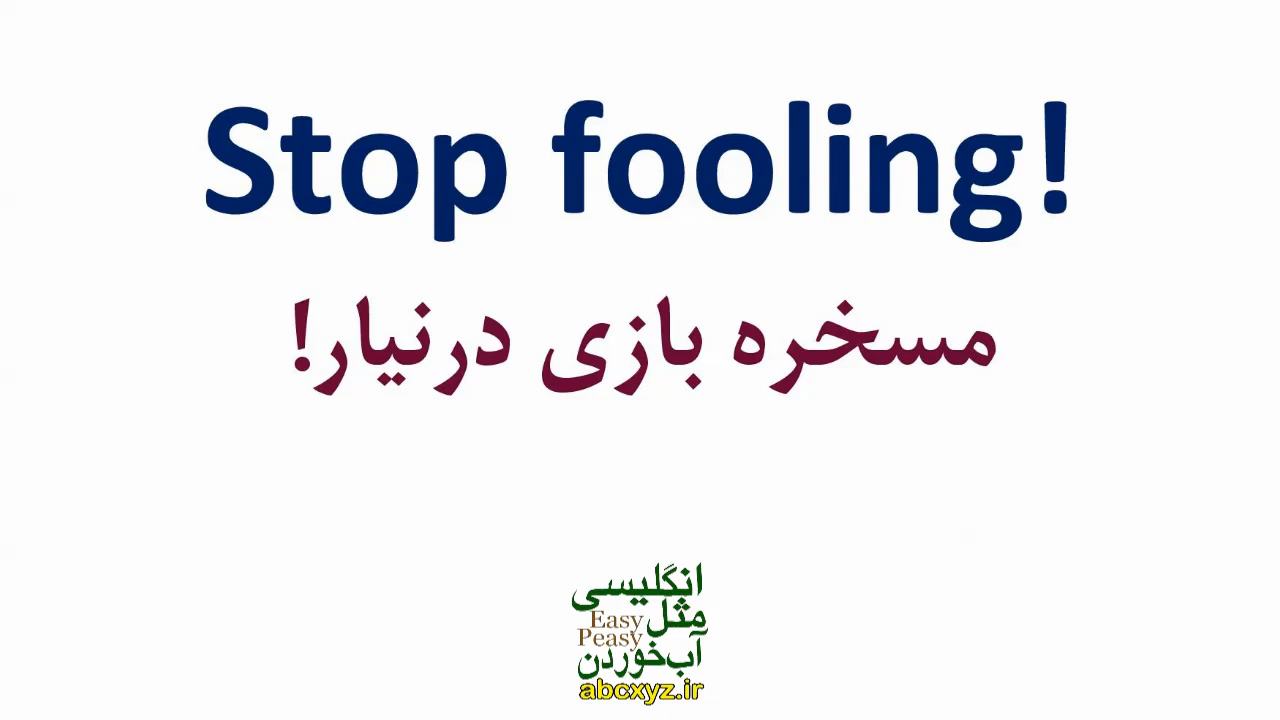 Stop fooling!
مسخره بازی درنیار!
انگلیسی
مثل
Easy
Peasy
آب‌خوردن
abcxyz.ir